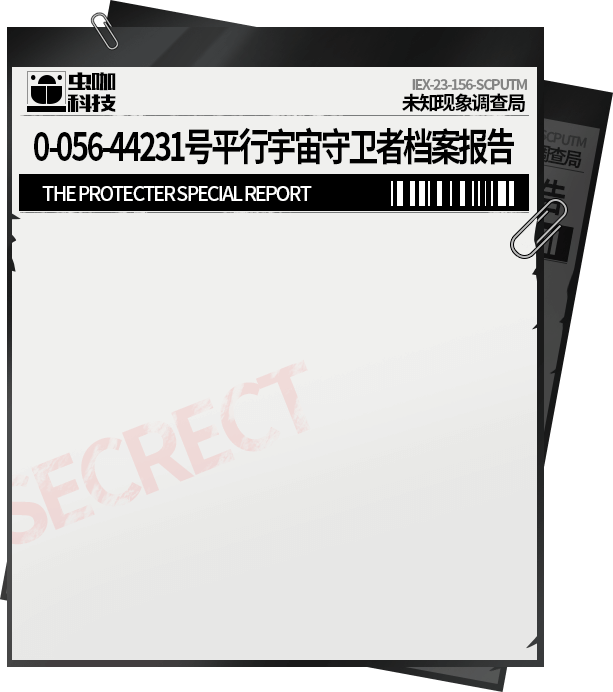 虫咖
科技
IEX-23-156-SCPUTM
未知现象调查局
0-056-44231号平行宇宙守卫者档案报告
THE PROTECTER SPECIAL REPORT
SECRECT
SCPUTM
调查局
告